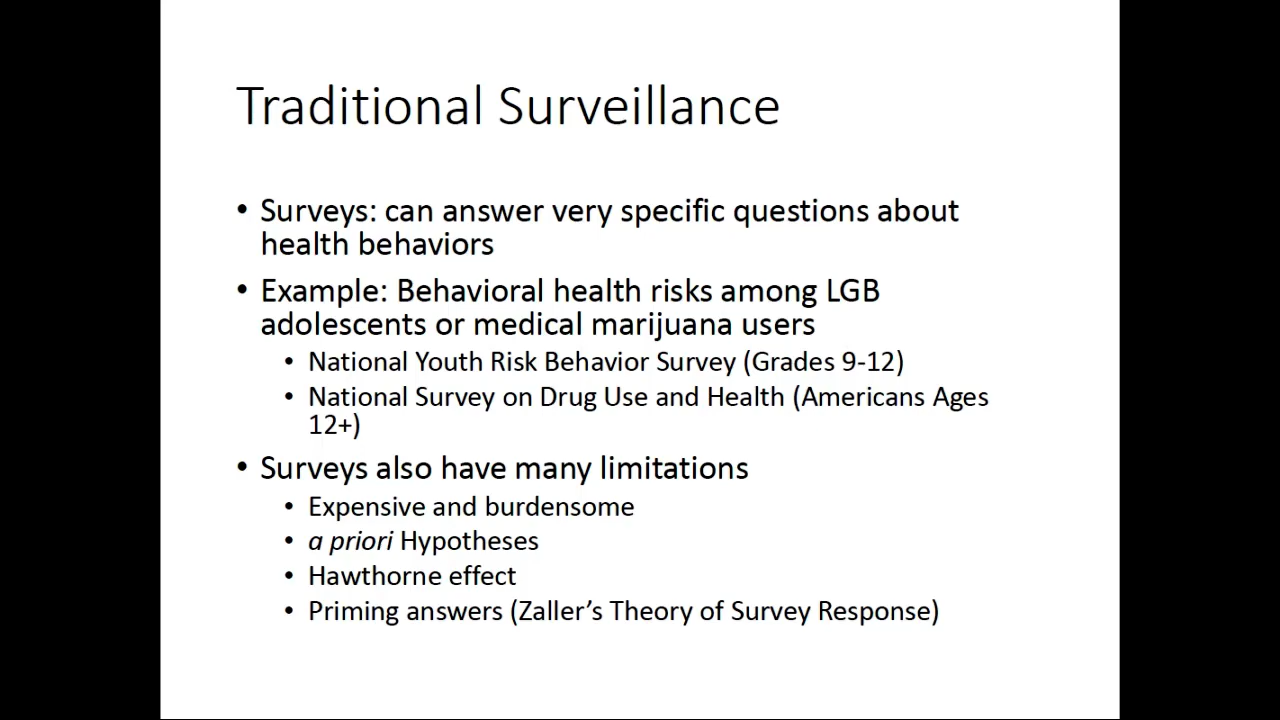 Traditional Surveillance
• Surveys: can answer very specific questions about
health behaviors
• Example: Behavioral health risks among LGB
adolescents or medical marijuana users
• National Youth Risk Behavior Survey (Grades 9-12)
• National Survey on Drug Use and Health (Americans Ages
12+)
• Surveys also have many limitations
• Expensive and burdensome
• a priori Hypotheses
• Hawthorne effect
• Priming answers (Zaller’s Theory of Survey Response)